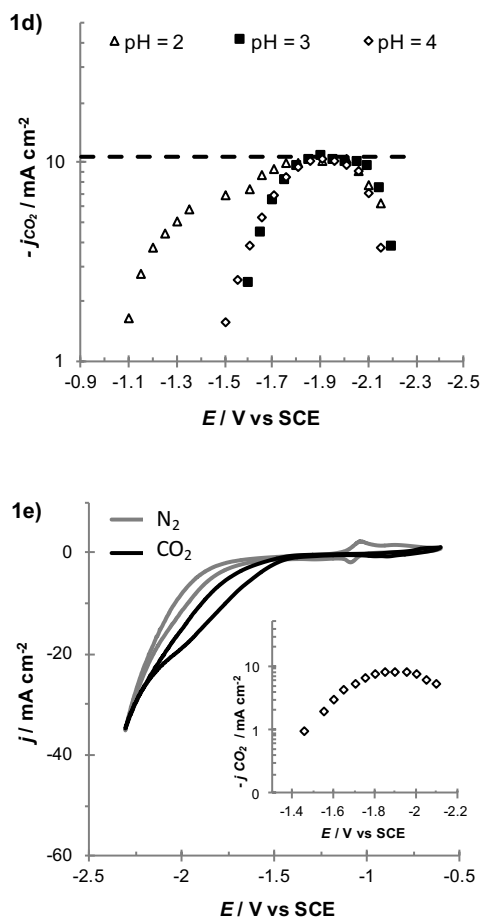 1d)
pH = 2 pH = 3 pH = 4
10
1
-0.9 -1.1 -1.3 -1.5 -1.7 -1.9 -2.1 -2.3 -2.5
- jCO₂ / mA cm⁻²
E / V vs SCE
1e)
N₂
CO₂
10
0
-20
-40
-60
-2.5 -2 -1.5 -1 -0.5
j / mA cm⁻²
E / V vs SCE
10
1
0
-1.4 -1.6 -1.8 -2 -2.2
- j CO₂ / mA cm⁻²
E / V vs SCE